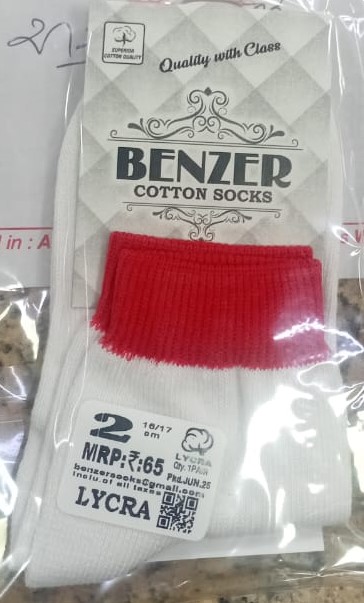 SUPERIOR
COTTON QUALITY
Quality with Class
BENZER
COTTON SOCKS
d in : A
2 16/17
cm
MRP:₹:65
LYCRA
Qty. 1PAIR
Pkd.JUN.25
benzersocks@gmail.com
Inclu.of all taxes
LYCRA